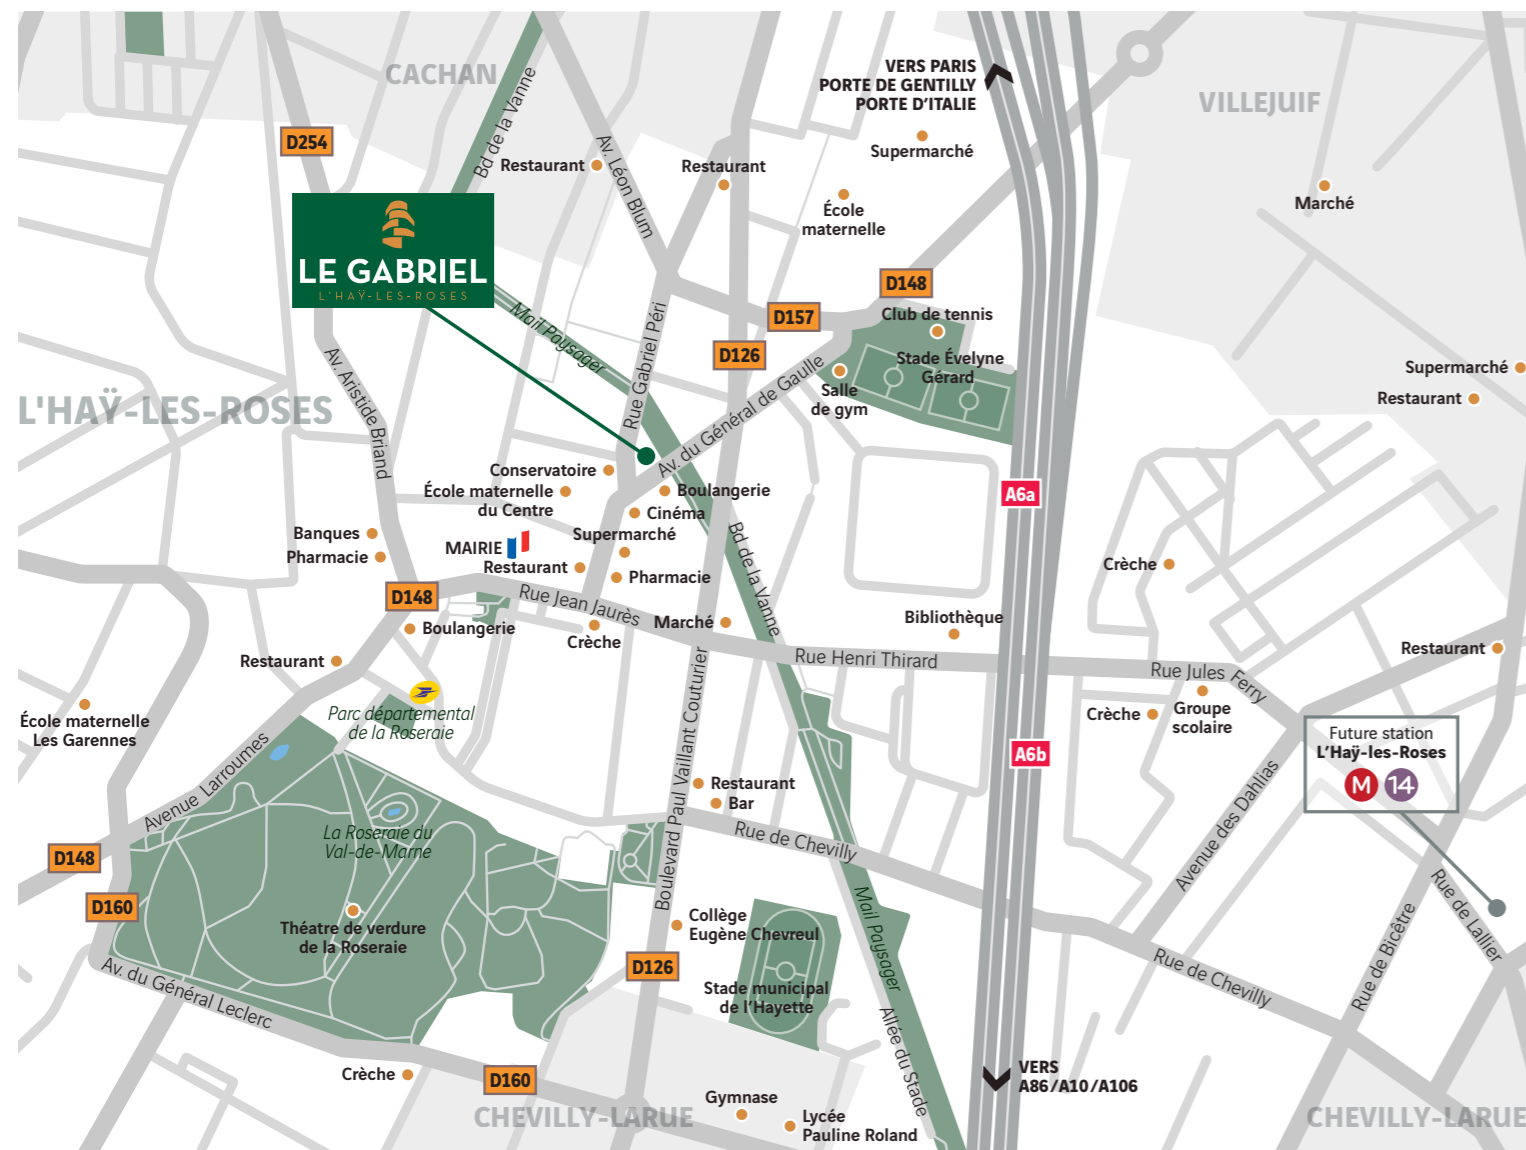 CACHAN
VERS PARIS
PORTE DE GENTILLY
PORTE D'ITALIE
VILLEJUIF
D254
Bd de la Vanne
Restaurant
Av. Léon Blum
Restaurant
Supermarché
École
maternelle
Marché
LE GABRIEL
L'HAŸ-LES-ROSES
Mail Paysager
D148
D157
Club de tennis
D126
Stade Évelyne
Gérard
Salle
de gym
Rue Gabriel Péri
Av. du Général de Gaulle
Supermarché
Restaurant
L'HAŸ-LES-ROSES
Av. Aristide Briand
Conservatoire
École maternelle
du Centre
Boulangerie
Cinéma
A6a
Banques
Pharmacie
Supermarché
MAIRIE
Restaurant
Pharmacie
Bd de la Vanne
Crèche
D148
Rue Jean Jaurès
Marché
Bibliothèque
Boulangerie
Crèche
Restaurant
Rue Henri Thirard
Rue Jules Ferry
Restaurant
École maternelle
Les Garennes
Parc départemental
de la Roseraie
Crèche
Groupe
scolaire
Boulevard Paul Vaillant Couturier
A6b
Future station
L'Haÿ-les-Roses
M 14
Avenue Larroumes
Restaurant
Bar
Avenue des Dahlias
La Roseraie du
Val-de-Marne
Rue de Chevilly
D148
D160
Théatre de verdure
de la Roseraie
Collège
Eugène Chevreul
Mail Paysager
Rue de Lallier
Rue de Bicêtre
D126
Av. du Général Leclerc
Stade municipal
de l'Hayette
Rue de Chevilly
Allée du Stade
Crèche
D160
VERS
A86/A10/A106
CHEVILLY-LARUE
Gymnase
Lycée
Pauline Roland
CHEVILLY-LARUE